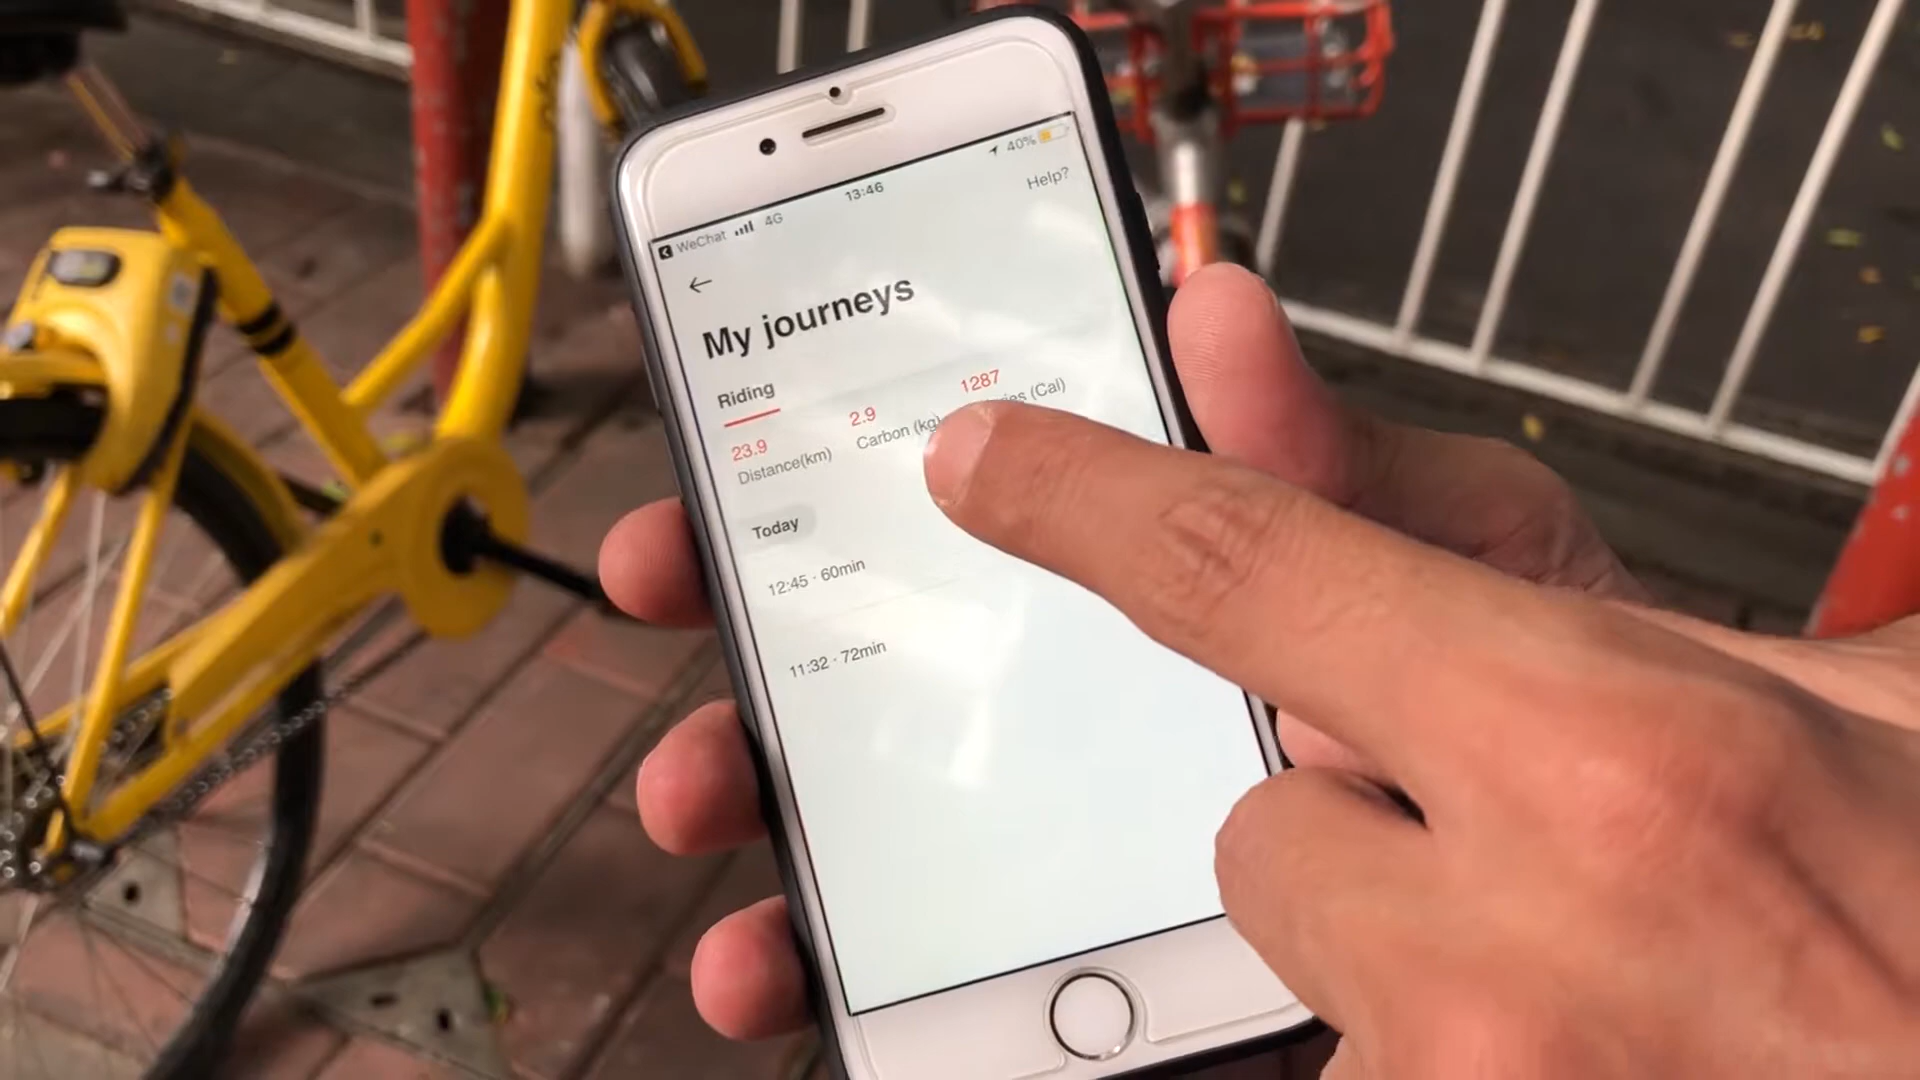 WeChat 4G 13:46 40%
Help?
My journeys
Riding
23.9 2.9 1287
Distance(km) Carbon (kg) (Cal)
Today
12:45 · 60min
11:32 · 72min